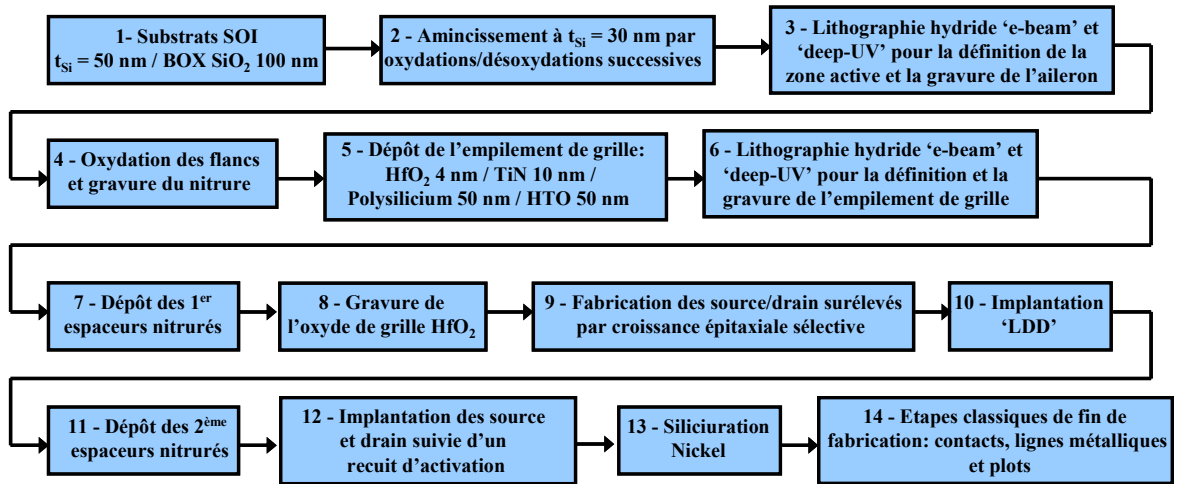 1- Substrats SOI
t_Si = 50 nm / BOX SiO₂ 100 nm
2 - Amincissement à t_Si = 30 nm par
oxydations/désoxydations successives
3 - Lithographie hydride ‘e-beam’ et
‘deep-UV’ pour la définition de la
zone active et la gravure de l’aileron
4 - Oxydation des flancs
et gravure du nitrure
5 - Dépôt de l’empilement de grille:
HfO₂ 4 nm / TiN 10 nm /
Polysilicium 50 nm / HTO 50 nm
6 - Lithographie hydride ‘e-beam’ et
‘deep-UV’ pour la définition et la
gravure de l’empilement de grille
7 - Dépôt des 1er
espaceurs nitrurés
8 - Gravure de
l’oxyde de grille HfO₂
9 - Fabrication des source/drain surélevés
par croissance épitaxiale sélective
10 - Implantation
‘LDD’
11 - Dépôt des 2ème
espaceurs nitrurés
12 - Implantation des source
et drain suivie d’un
recuit d’activation
13 - Siliciuration
Nickel
14 - Etapes classiques de fin de
fabrication: contacts, lignes métalliques
et plots